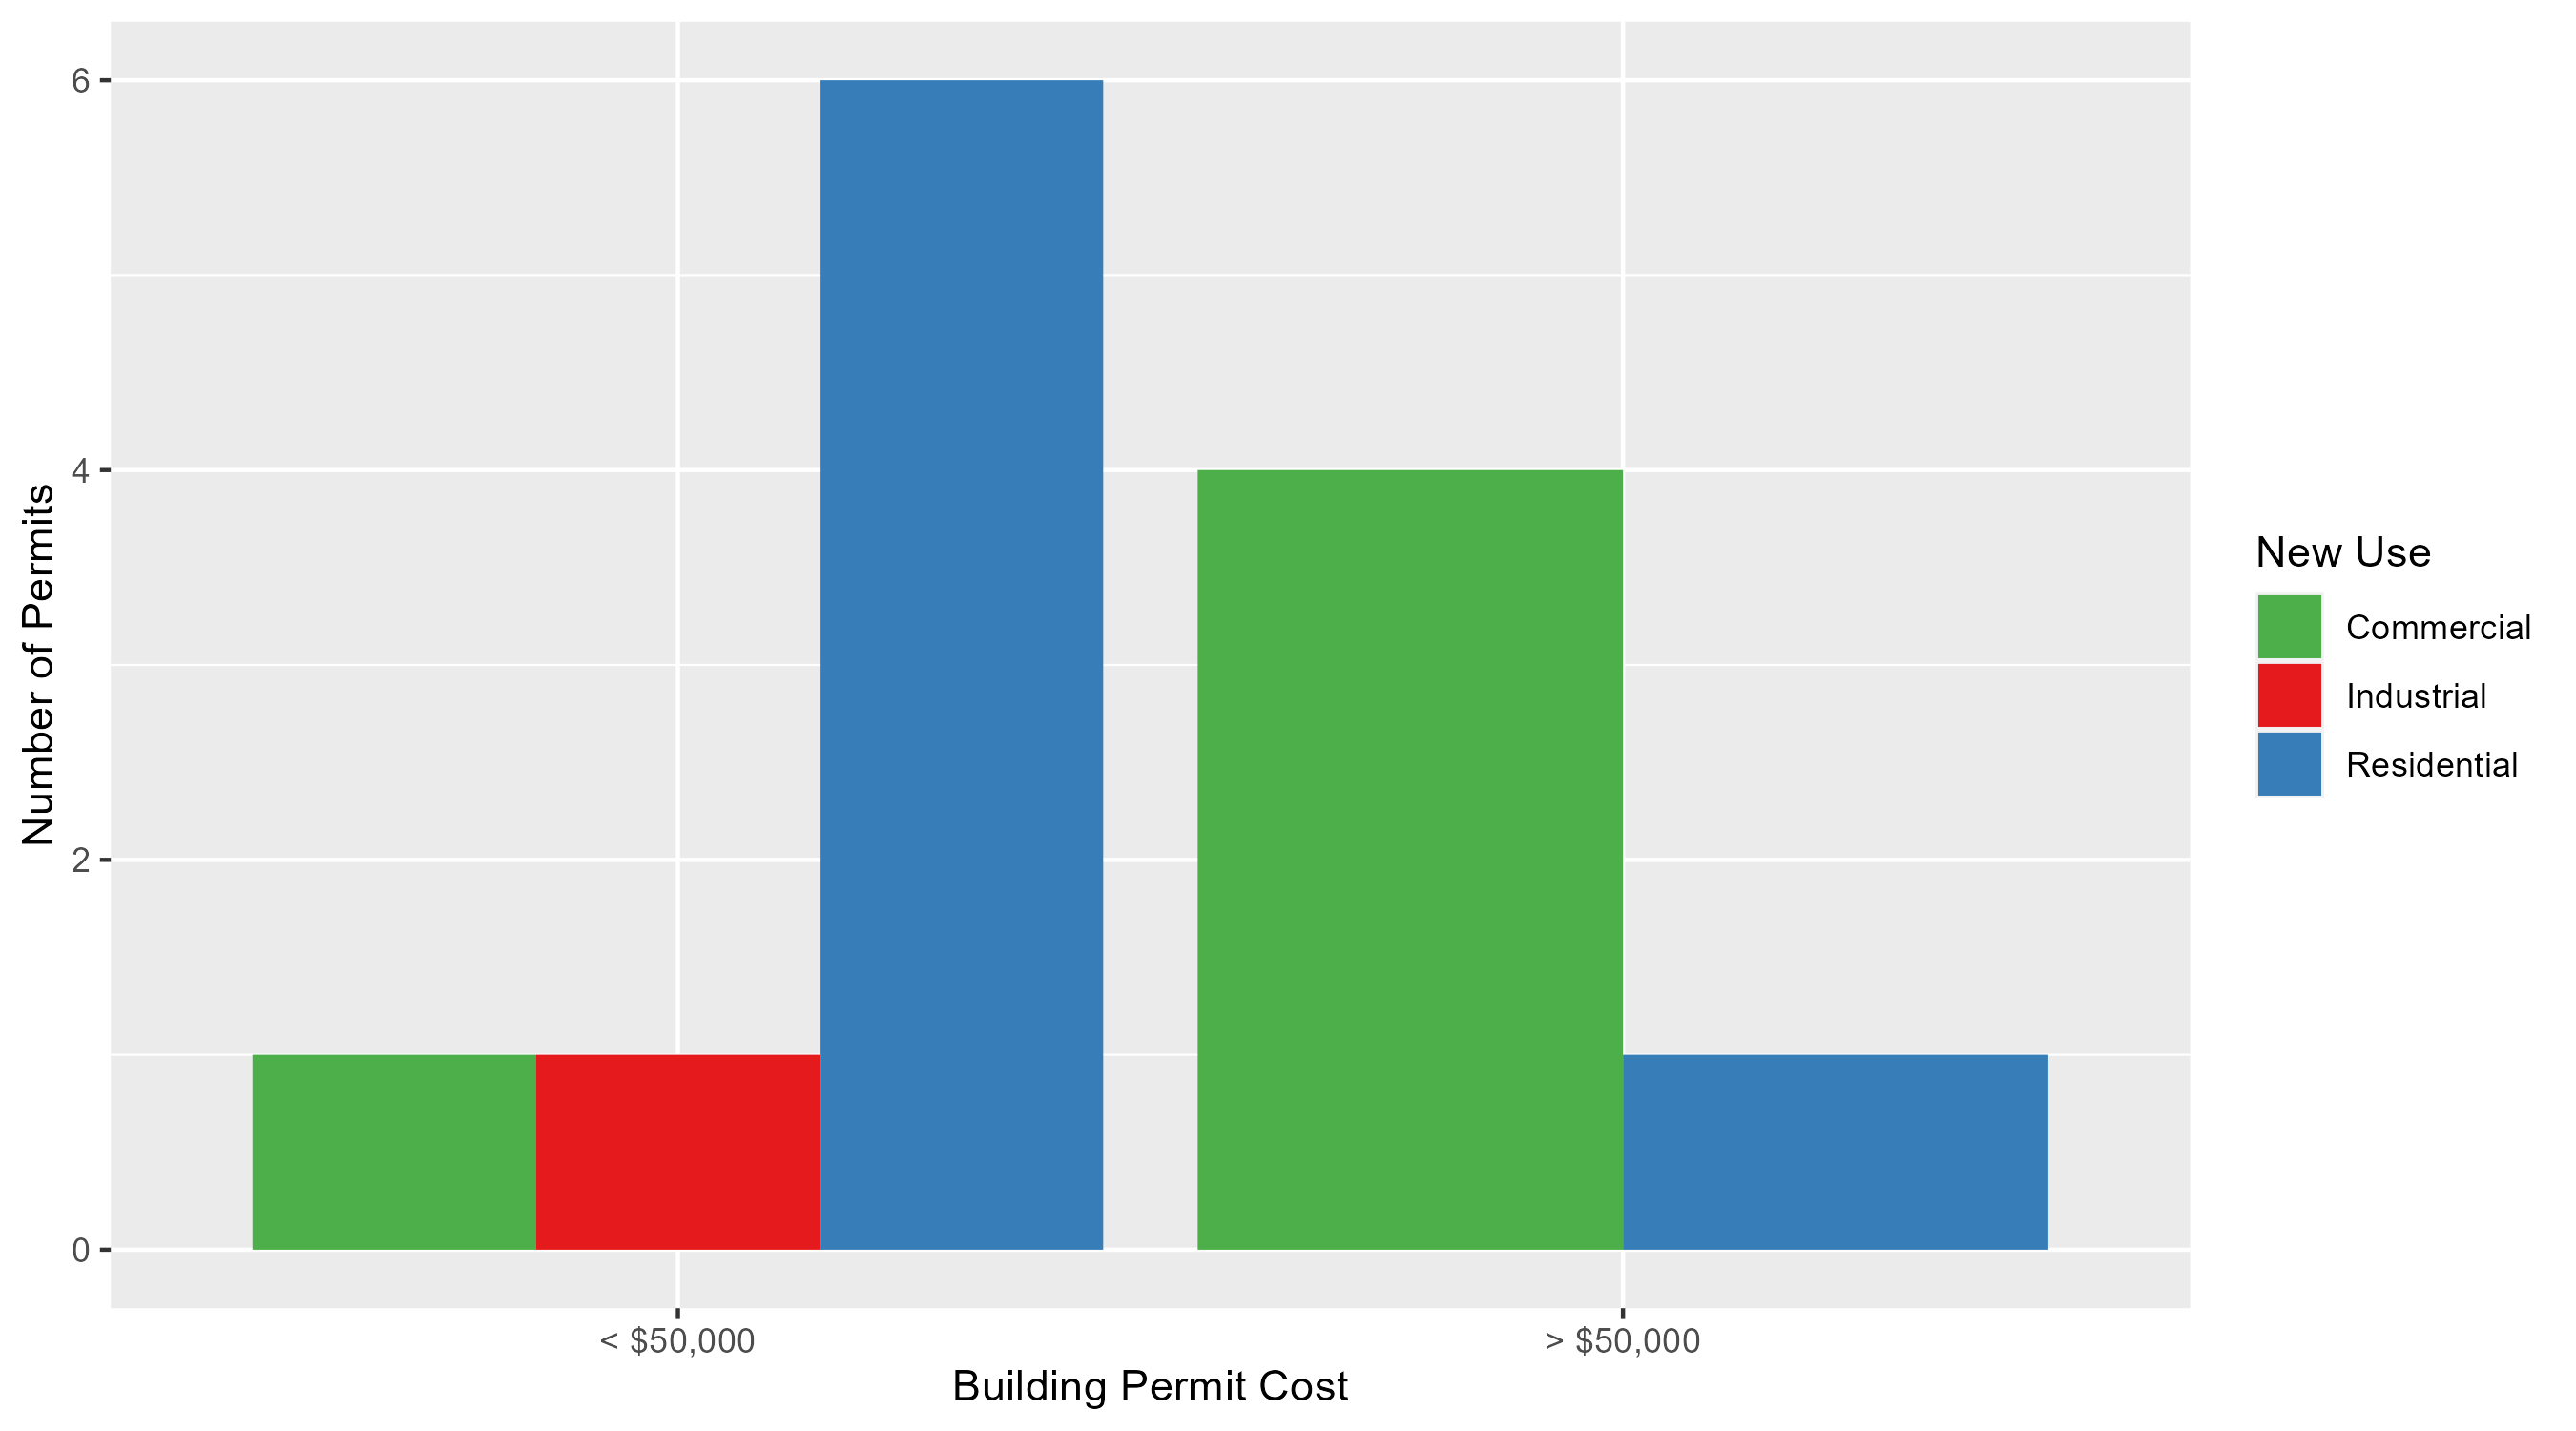 6
4
2
0
Number of Permits
< $50,000
> $50,000
Building Permit Cost
New Use
Commercial
Industrial
Residential